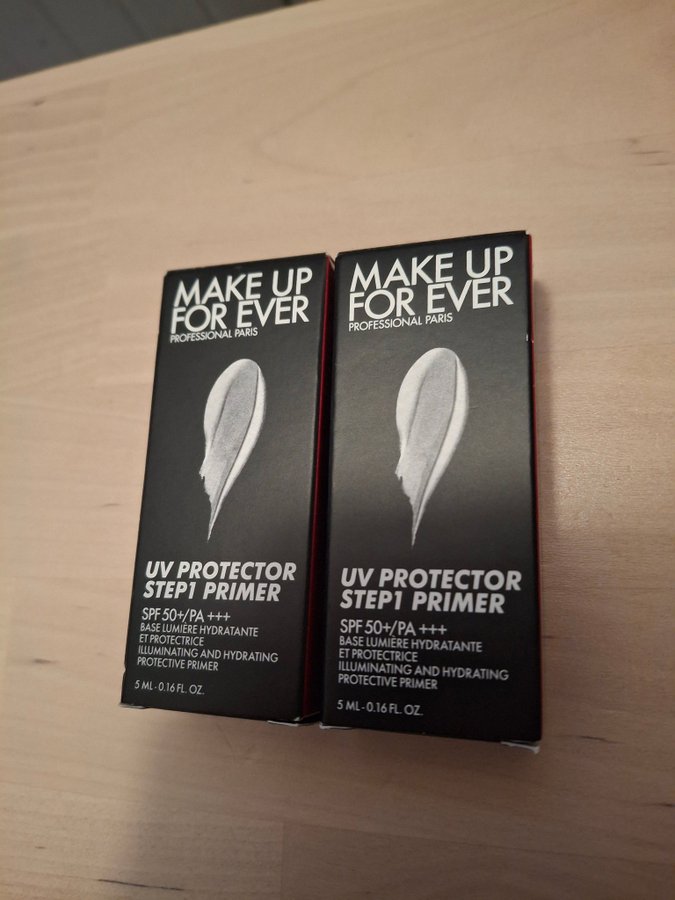 MAKE UP
FOR EVER
PROFESSIONAL PARIS
UV PROTECTOR
STEP1 PRIMER
SPF 50+/PA +++
BASE LUMIÈRE HYDRATANTE
ET PROTECTRICE
ILLUMINATING AND HYDRATING
PROTECTIVE PRIMER
5 ML - 0.16 FL. OZ.
MAKE UP
FOR EVER
PROFESSIONAL PARIS
UV PROTECTOR
STEP1 PRIMER
SPF 50+/PA +++
BASE LUMIÈRE HYDRATANTE
ET PROTECTRICE
ILLUMINATING AND HYDRATING
PROTECTIVE PRIMER
5 ML - 0.16 FL. OZ.